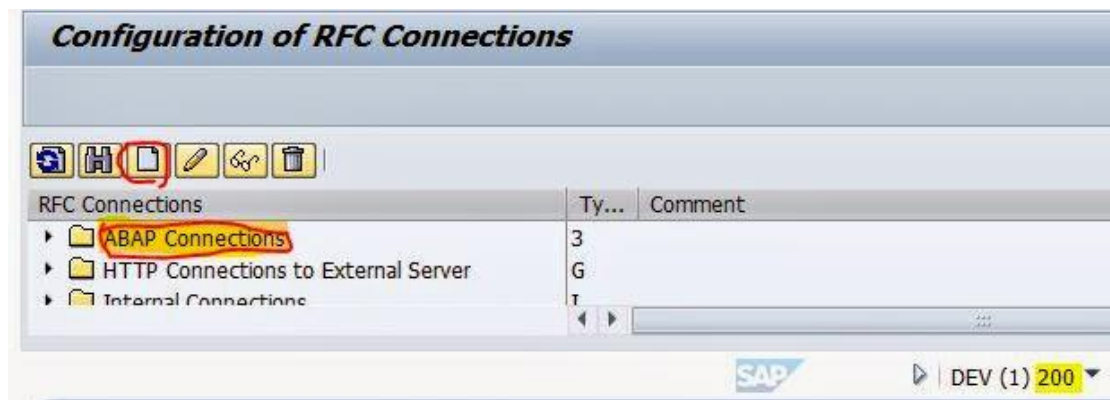 Configuration of RFC Connections
RFC Connections Ty... Comment
ABAP Connections 3
HTTP Connections to External Server G
Internal Connections I
SAP DEV (1) 200